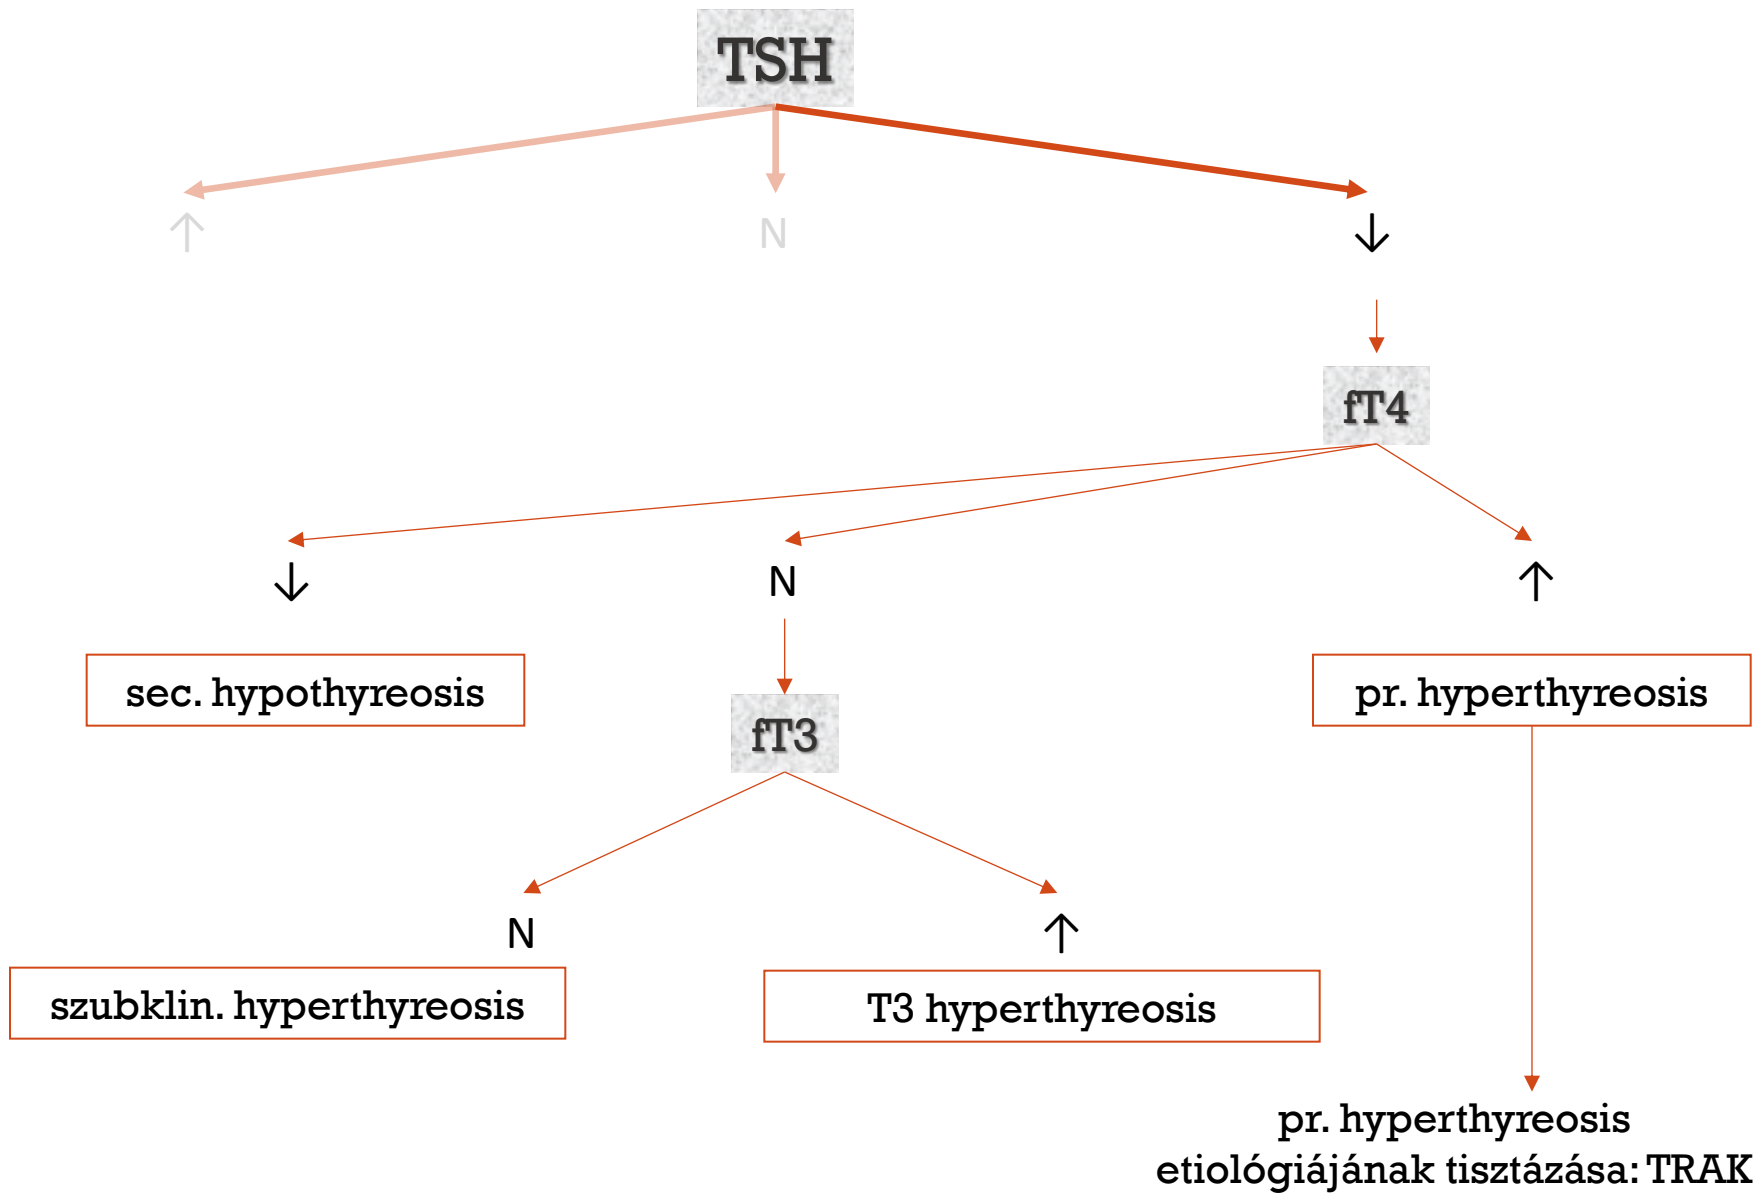 TSH
↑ N ↓
fT4
↓ N ↑
sec. hypothyreosis
pr. hyperthyreosis
fT3
N ↑
szubklin. hyperthyreosis
T3 hyperthyreosis
pr. hyperthyreosis
etiológiájának tisztázása: TRAK